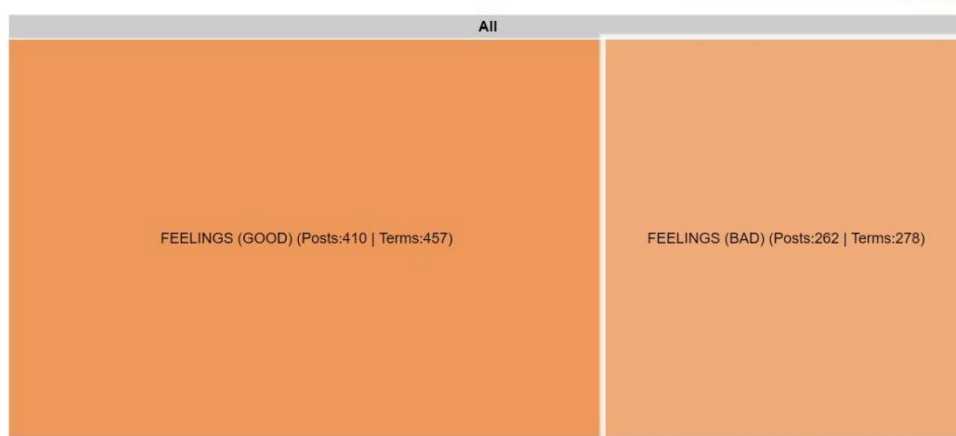 All
FEELINGS (GOOD) (Posts:410 | Terms:457)
FEELINGS (BAD) (Posts:262 | Terms:278)